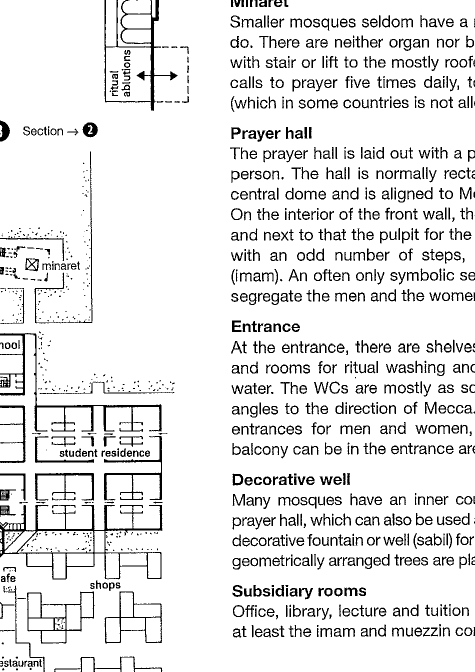 ritual
ablutions
Section → 2
minaret
hool
student residence
afe
shops
estaurant
Minaret
Smaller mosques seldom have a
do. There are neither organ nor b
with stair or lift to the mostly roofe
calls to prayer five times daily, t
(which in some countries is not all
Prayer hall
The prayer hall is laid out with a p
person. The hall is normally recta
central dome and is aligned to Me
On the interior of the front wall, th
and next to that the pulpit for the
with an odd number of steps,
(imam). An often only symbolic se
segregate the men and the women
Entrance
At the entrance, there are shelves
and rooms for ritual washing and
water. The WCs are mostly as so
angles to the direction of Mecca.
entrances for men and women,
balcony can be in the entrance are
Decorative well
Many mosques have an inner cou
prayer hall, which can also be used
decorative fountain or well (sabil) for
geometrically arranged trees are pla
Subsidiary rooms
Office, library, lecture and tuition
at least the imam and muezzin con